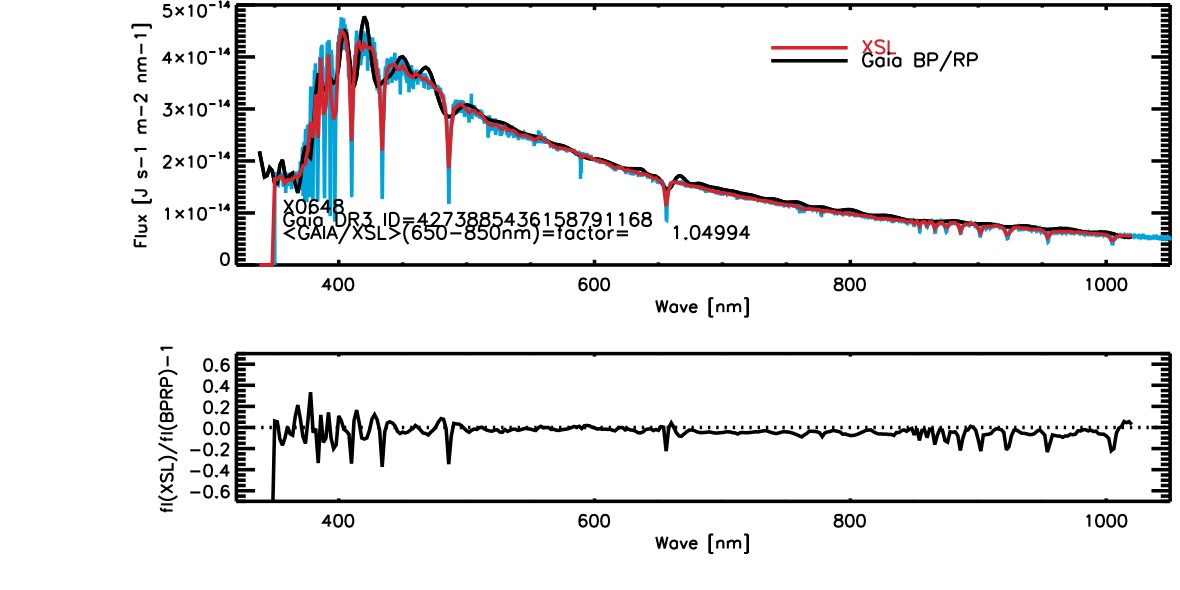 5×10−14
4×10−14
3×10−14
2×10−14
1×10−14
0
Flux [J s−1 m−2 nm−1]
XSL
Gaia BP/RP
X0648
Gaia DR3 ID=4273885436158791168
<GAIA/XSL>(650−850nm)=factor= 1.04994
400 600 800 1000
Wave [nm]
fl(XSL)/fl(BPRP)−1
0.6
0.4
0.2
0.0
−0.2
−0.4
−0.6
400 600 800 1000
Wave [nm]